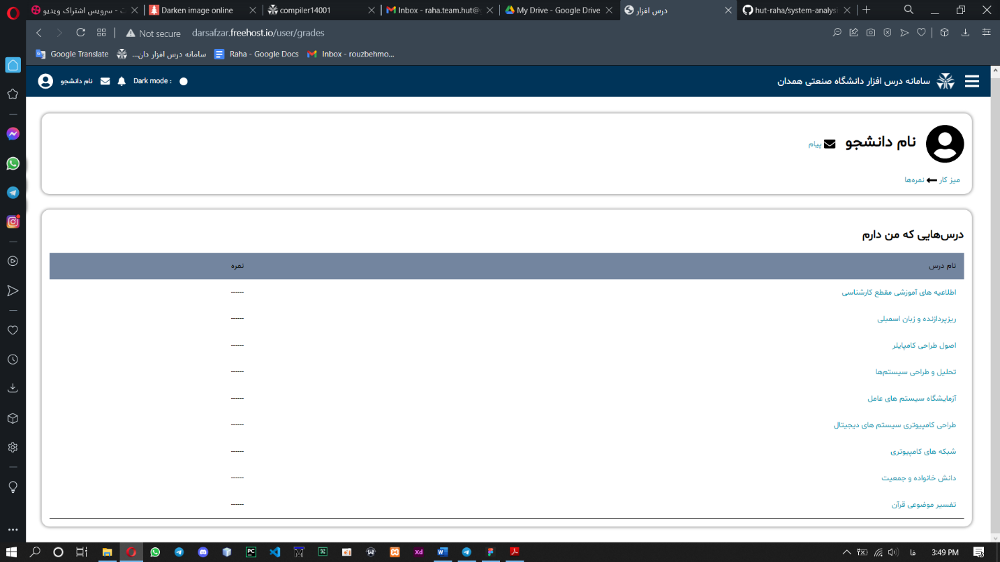 ت - سرویس اشتراک ویدیو
Darken image online
compiler14001
Inbox - raha.team.hut@g
My Drive - Google Drive
درس افزار
hut-raha/system-analysi
Not secure
darsafzar.freehost.io/user/grades
Google Translate
سامانه درس افزار دان...
Raha - Google Docs
Inbox - rouzbehmo...
سامانه درس افزار دانشگاه صنعتی همدان
Dark mode :
نام دانشجو
نام دانشجو
پیام
میز کار
نمره‌ها
درس‌هایی که من دارم
نام درس نمره
اطلاعیه های آموزشی مقطع کارشناسی ------
ریزپردازنده و زبان اسمبلی ------
اصول طراحی کامپایلر ------
تحلیل و طراحی سیستم‌ها ------
آزمایشگاه سیستم های عامل ------
طراحی کامپیوتری سیستم های دیجیتال ------
شبکه های کامپیوتری ------
دانش خانواده و جمعیت ------
تفسیر موضوعی قرآن ------
PC
Xd
W
فا
3:49 PM